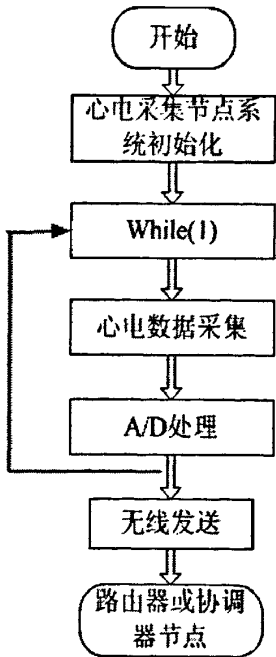 开始
心电采集节点系
统初始化
While(1)
心电数据采集
A/D处理
无线发送
路由器或协调
器节点